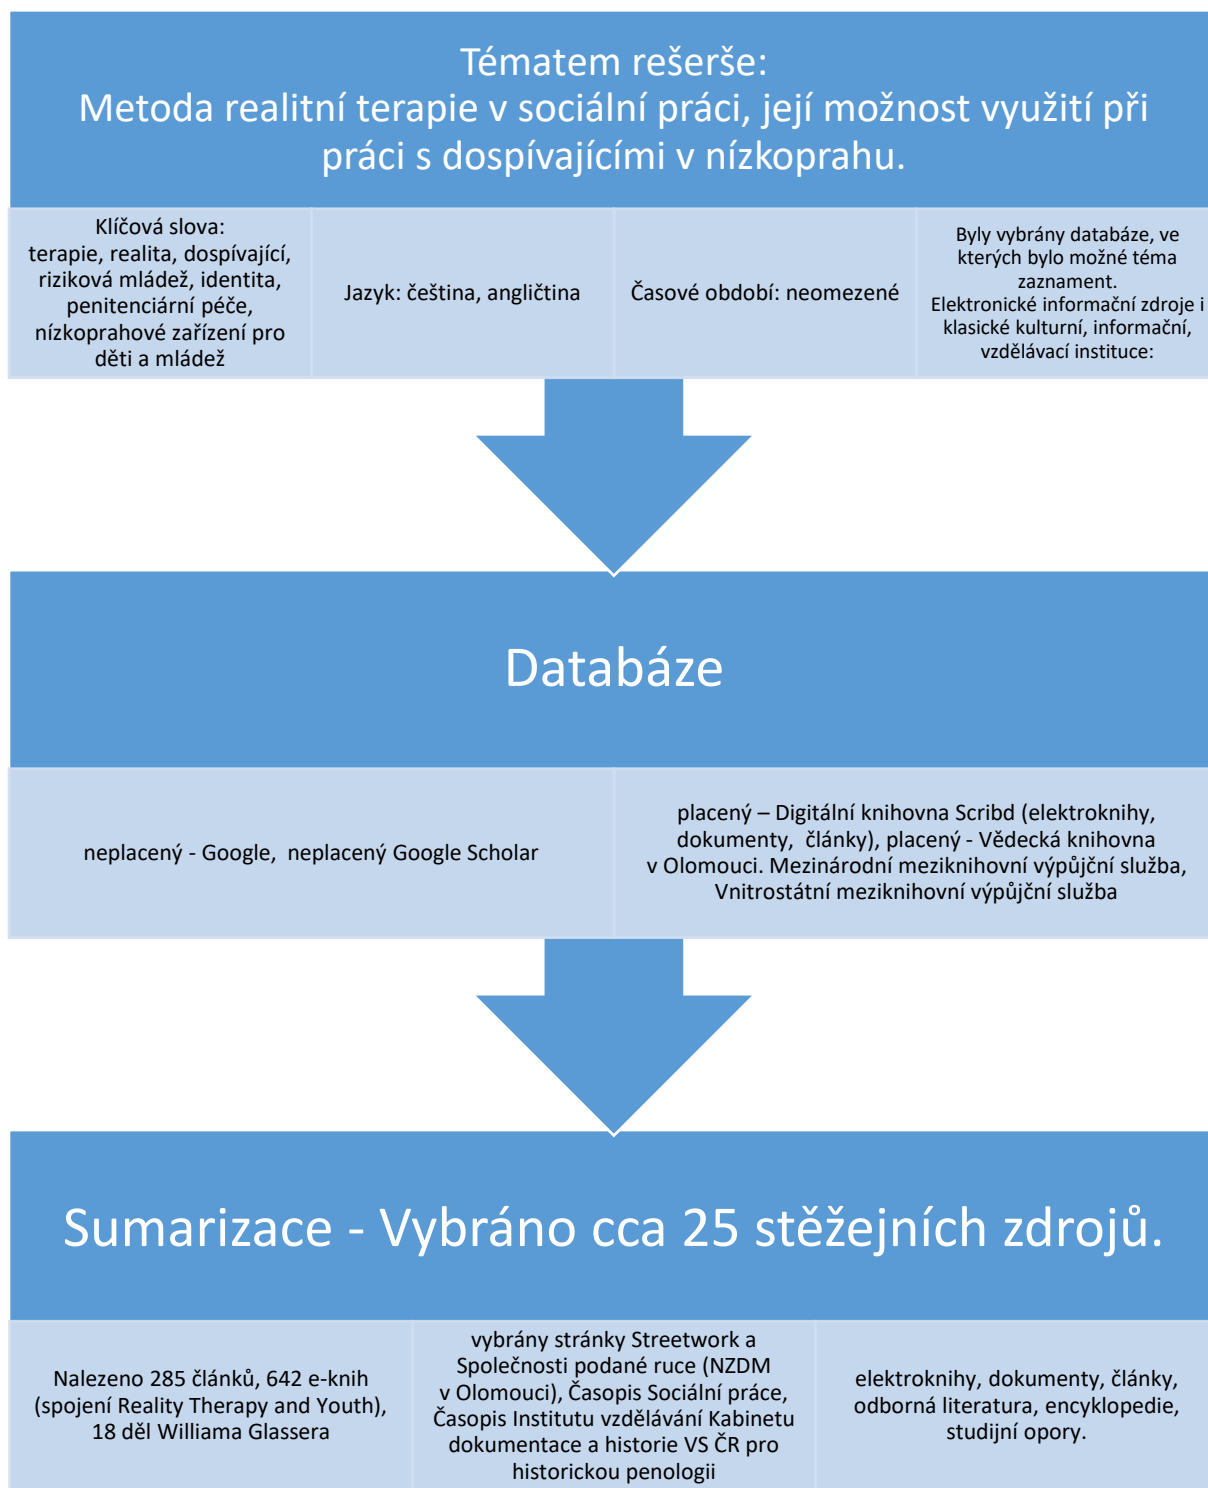 Tématem rešerše:
Metoda realitní terapie v sociální práci, její možnost využití při
práci s dospívajícími v nízkoprahu.
Klíčová slova:
terapie, realita, dospívající,
riziková mládež, identita,
penitenciární péče,
nízkoprahové zařízení pro
děti a mládež
Jazyk: čeština, angličtina
Časové období: neomezené
Byly vybrány databáze, ve
kterých bylo možné téma
zaznament.
Elektronické informační zdroje i
klasické kulturní, informační,
vzdělávací instituce:
Databáze
neplacený - Google, neplacený Google Scholar
placený – Digitální knihovna Scribd (elektroknihy,
dokumenty, články), placený - Vědecká knihovna
v Olomouci. Mezinárodní meziknihovní výpůjční služba,
Vnitrostátní meziknihovní výpůjční služba
Sumarizace - Vybráno cca 25 stěžejních zdrojů.
Nalezeno 285 článků, 642 e-knih
(spojení Reality Therapy and Youth),
18 děl Williama Glassera
vybrány stránky Streetwork a
Společnosti podané ruce (NZDM
v Olomouci), Časopis Sociální práce,
Časopis Institutu vzdělávání Kabinetu
dokumentace a historie VS ČR pro
historickou penologii
elektroknihy, dokumenty, články,
odborná literatura, encyklopedie,
studijní opory.